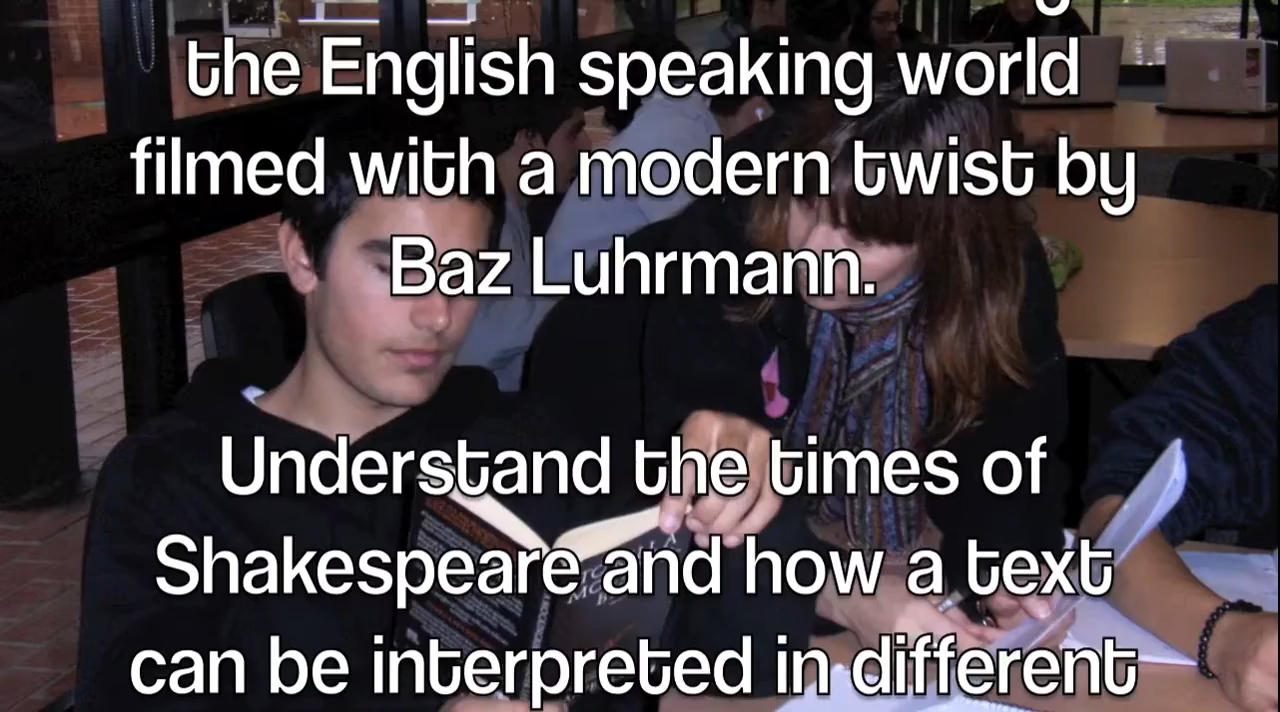 the English speaking world
filmed with a modern twist by
Baz Luhrmann.
Understand the times of
Shakespeare and how a text
can be interpreted in different